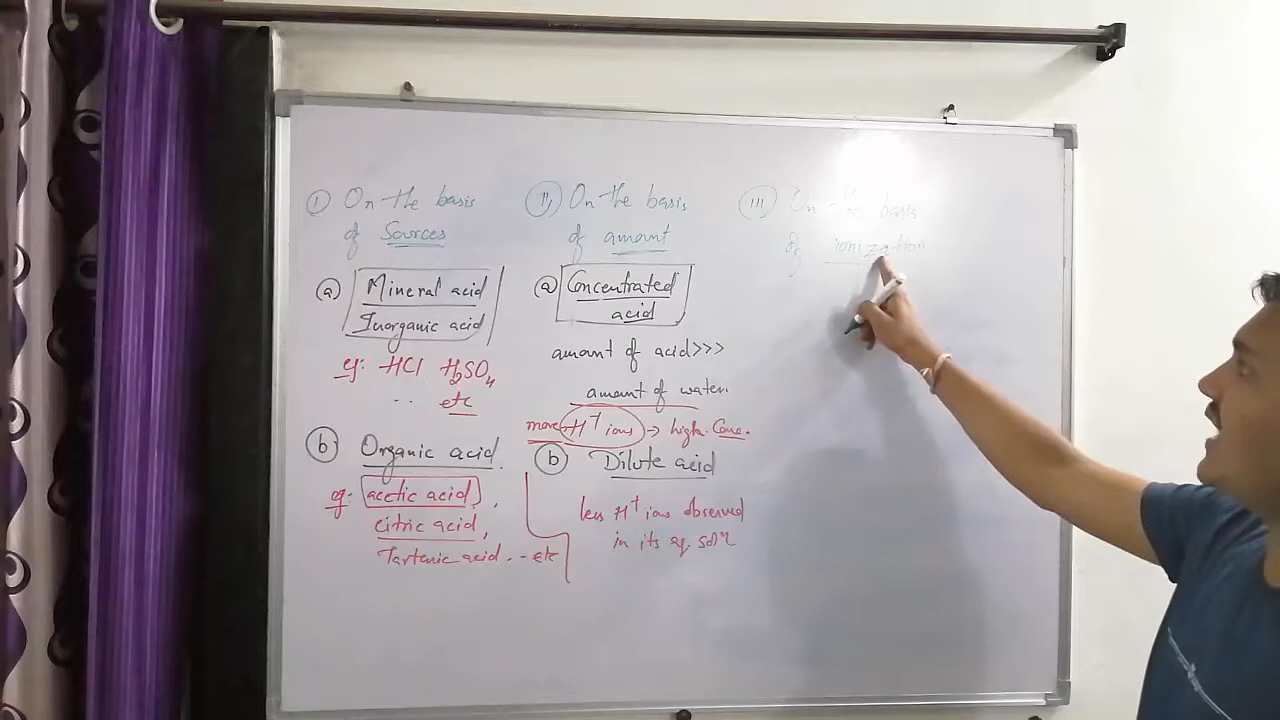 ① On the basis
of Sources
ⓐ Mineral acid
Inorganic acid
eg: HCl H₂SO₄
.. etc
ⓑ Organic acid.
eg: acetic acid,
citric acid,
Tarteric acid .-- etc
II, On the basis
of amount
ⓐ Concentrated
acid
amount of acid>>>
amount of water.
more H⁺ ions → high. Conc.
ⓑ Dilute acid
less H⁺ ions observed
in its aq. solⁿ
III On the basis
of ionization